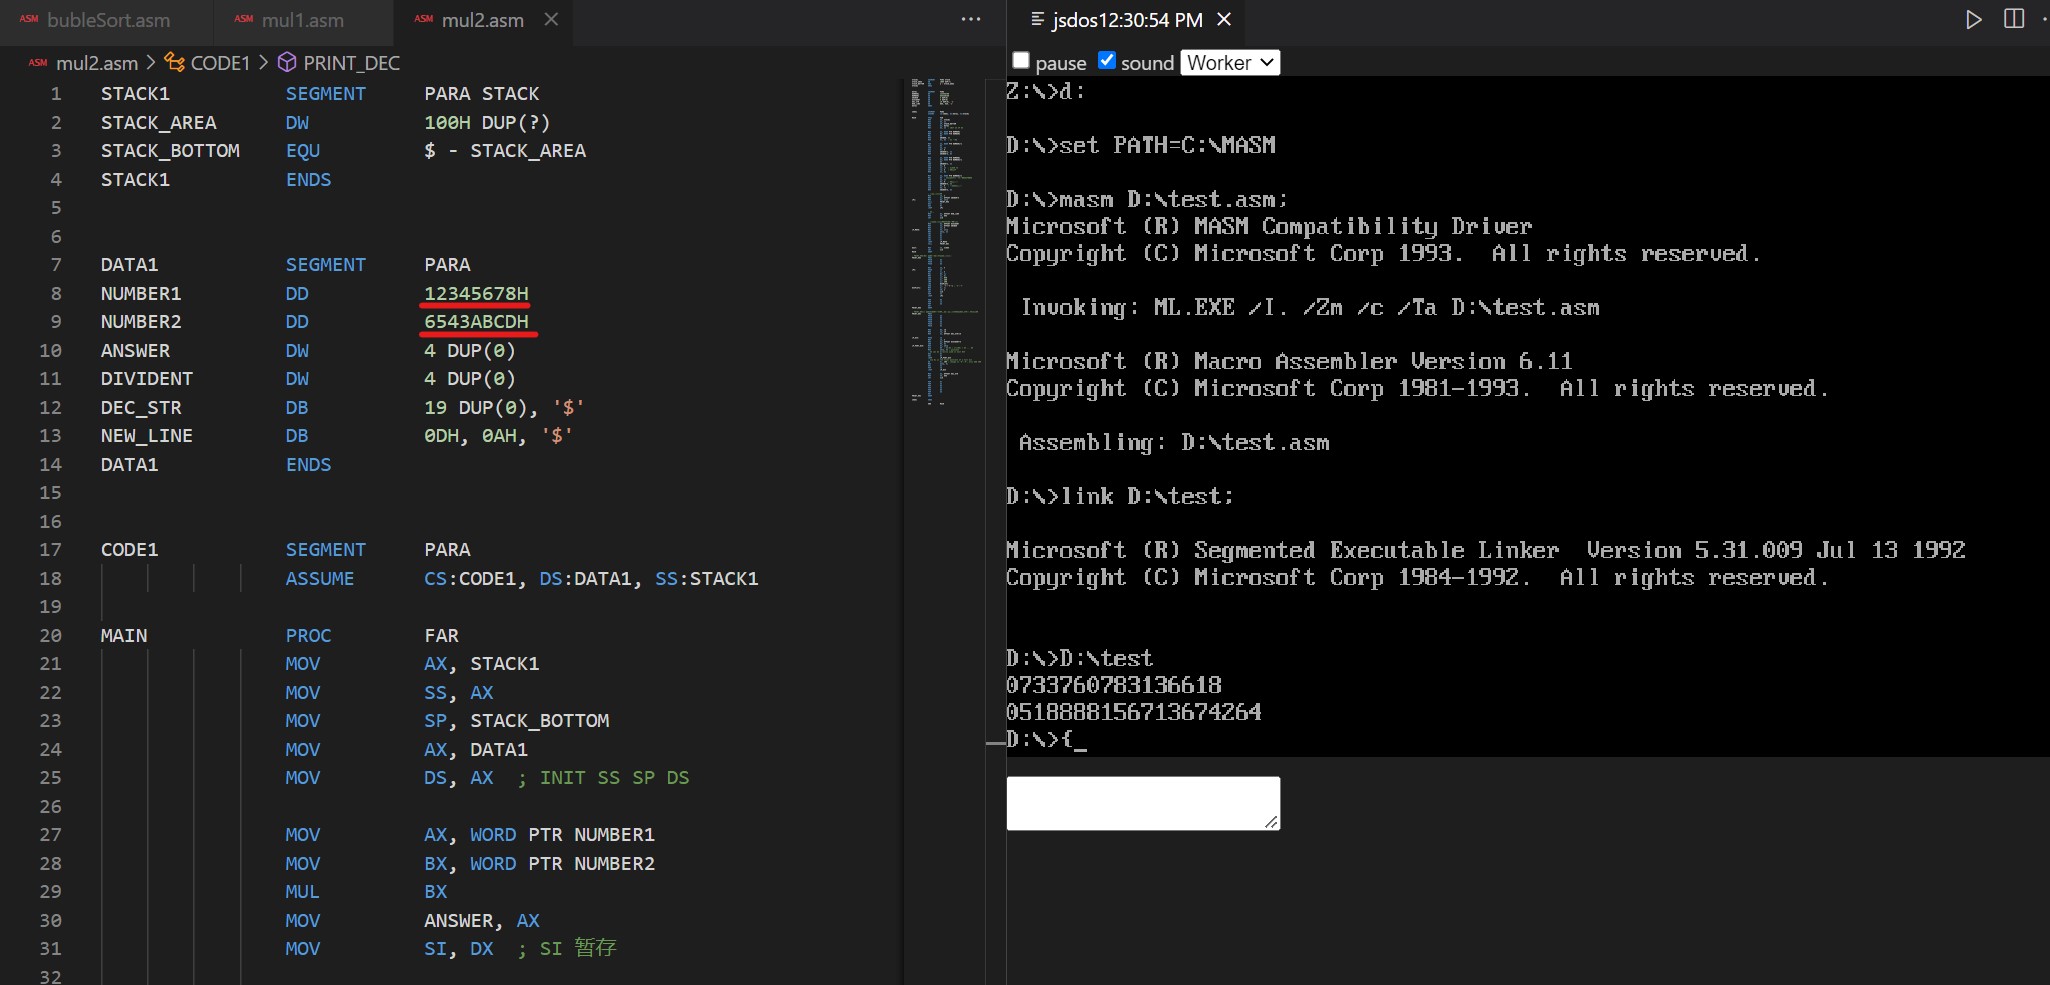 ASM bubleSort.asm ASM mul1.asm ASM mul2.asm
ASM mul2.asm > CODE1 > PRINT_DEC
1 STACK1 SEGMENT PARA STACK
2 STACK_AREA DW 100H DUP(?)
3 STACK_BOTTOM EQU $ - STACK_AREA
4 STACK1 ENDS
5
6
7 DATA1 SEGMENT PARA
8 NUMBER1 DD 12345678H
9 NUMBER2 DD 6543ABCDH
10 ANSWER DW 4 DUP(0)
11 DIVIDENT DW 4 DUP(0)
12 DEC_STR DB 19 DUP(0), '$'
13 NEW_LINE DB 0DH, 0AH, '$'
14 DATA1 ENDS
15
16
17 CODE1 SEGMENT PARA
18 ASSUME CS:CODE1, DS:DATA1, SS:STACK1
19
20 MAIN PROC FAR
21 MOV AX, STACK1
22 MOV SS, AX
23 MOV SP, STACK_BOTTOM
24 MOV AX, DATA1
25 MOV DS, AX ; INIT SS SP DS
26
27 MOV AX, WORD PTR NUMBER1
28 MOV BX, WORD PTR NUMBER2
29 MUL BX
30 MOV ANSWER, AX
31 MOV SI, DX ; SI 暂存
32
jsdos12:30:54 PM
pause sound Worker
Z:\>d:
D:\>set PATH=C:\MASM
D:\>masm D:\test.asm;
Microsoft (R) MASM Compatibility Driver
Copyright (C) Microsoft Corp 1993. All rights reserved.
Invoking: ML.EXE /I. /Zm /c /Ta D:\test.asm
Microsoft (R) Macro Assembler Version 6.11
Copyright (C) Microsoft Corp 1981-1993. All rights reserved.
Assembling: D:\test.asm
D:\>link D:\test;
Microsoft (R) Segmented Executable Linker Version 5.31.009 Jul 13 1992
Copyright (C) Microsoft Corp 1984-1992. All rights reserved.
D:\>D:\test
0733760783136618
0518888156713674264
D:\>{_